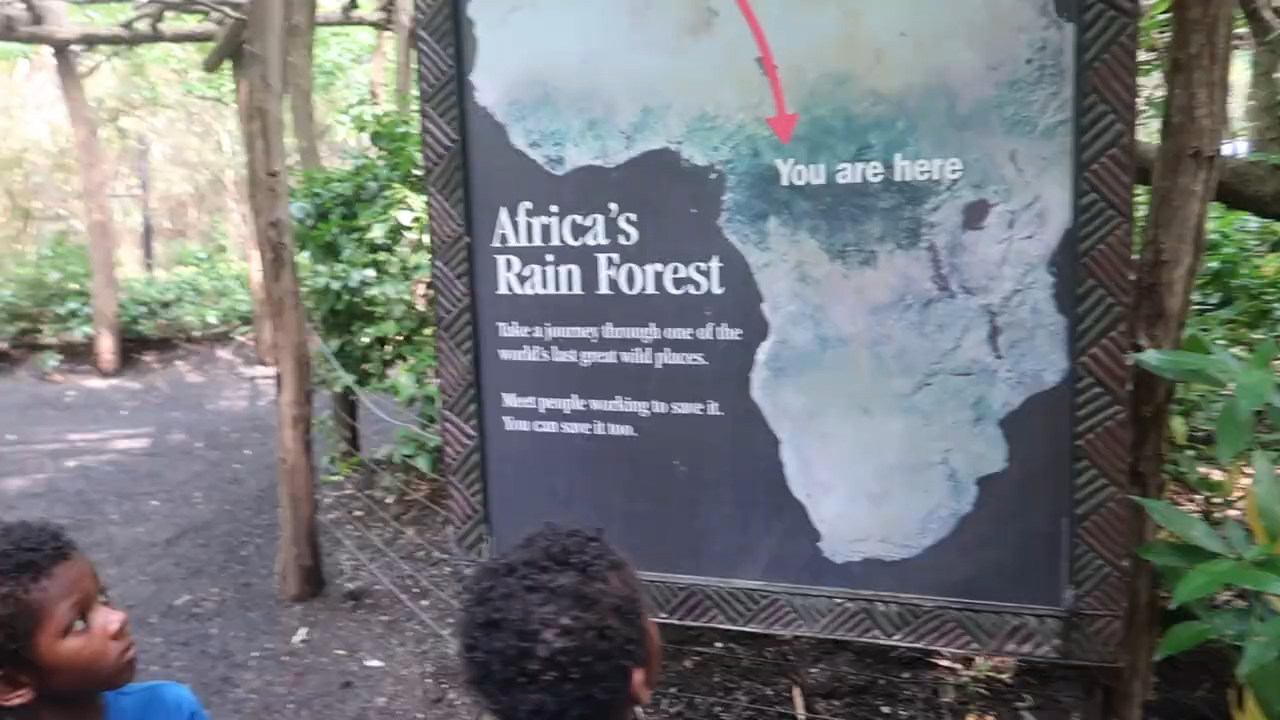 You are here
Africa's
Rain Forest
Take a journey through one of the
world's last great wild places.
Meet people working to save it.
You can save it too.